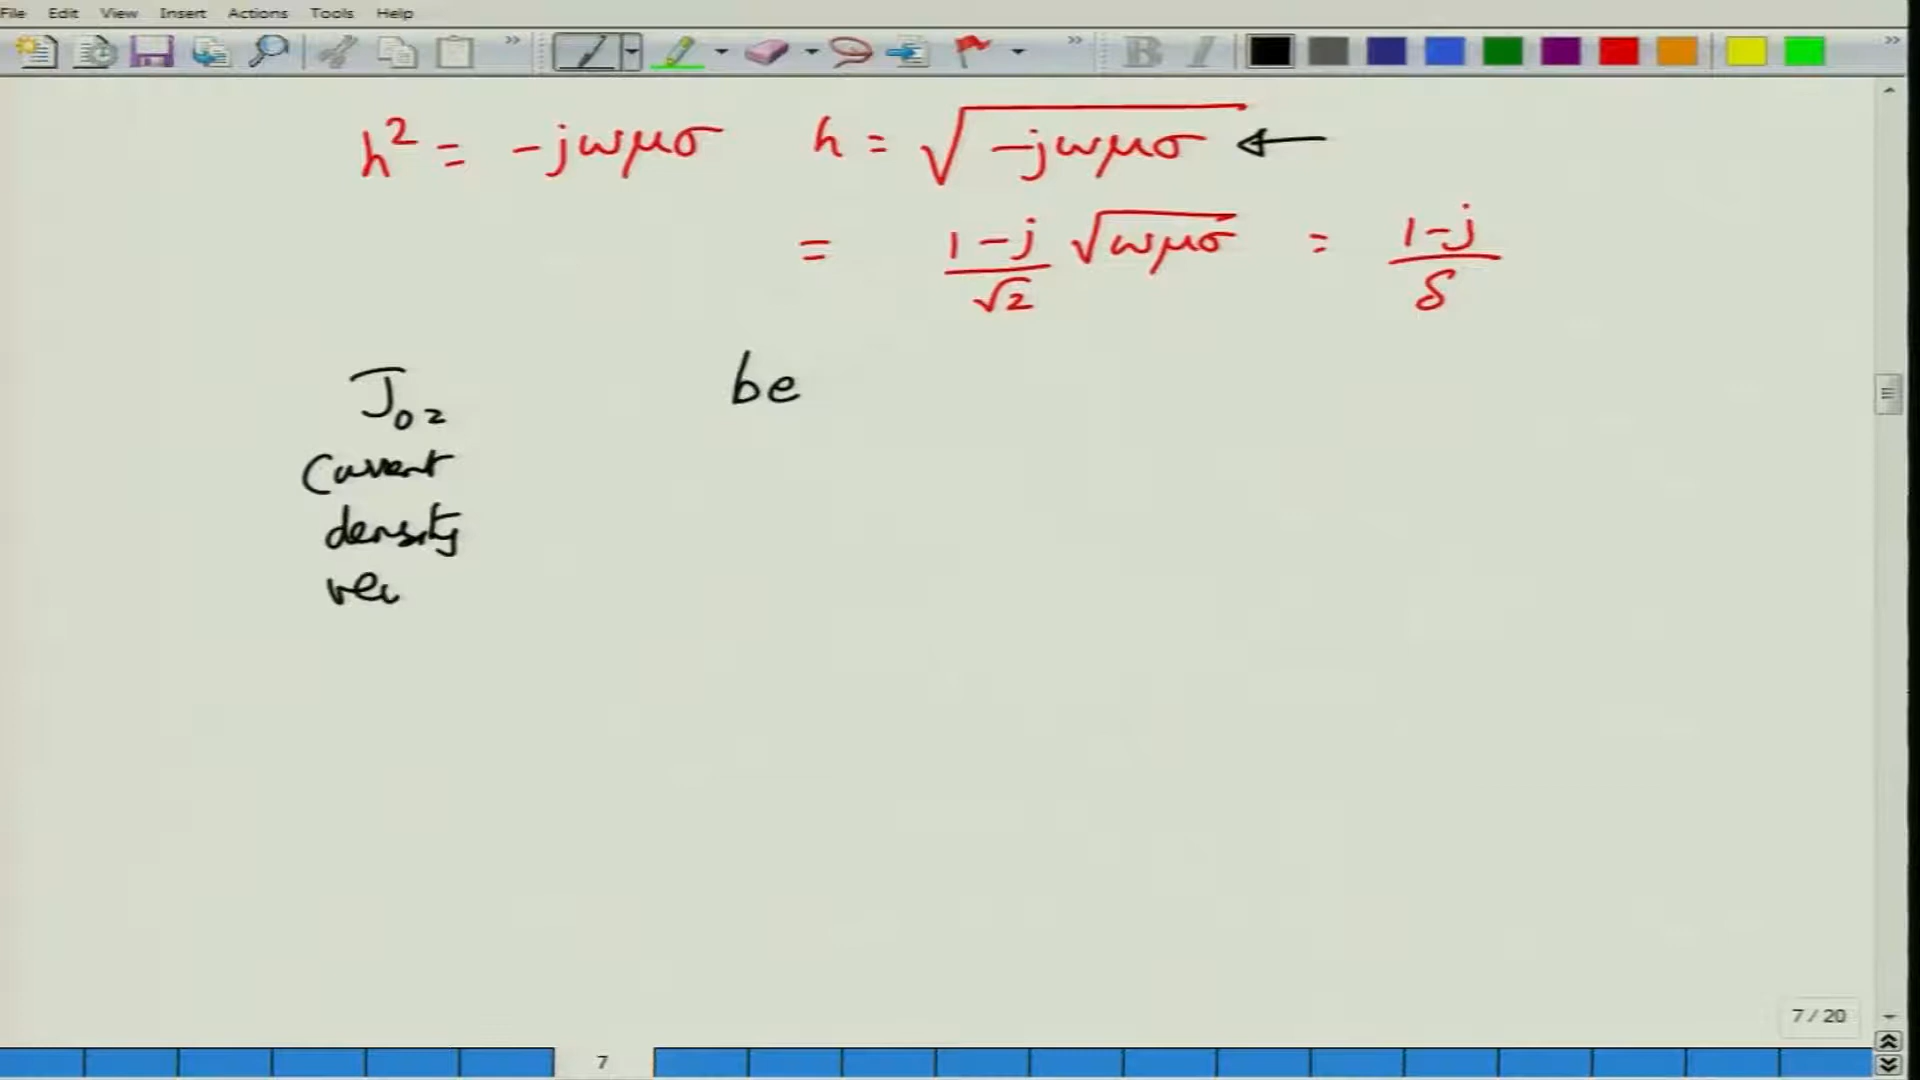 File Edit View Insert Actions Tools Help
B I
h² = -jωμσ h = √-jωμσ ←
= 1-j/√2 √ωμσ = 1-j/δ
J₀z be
Current
density
vec
7 / 20
7